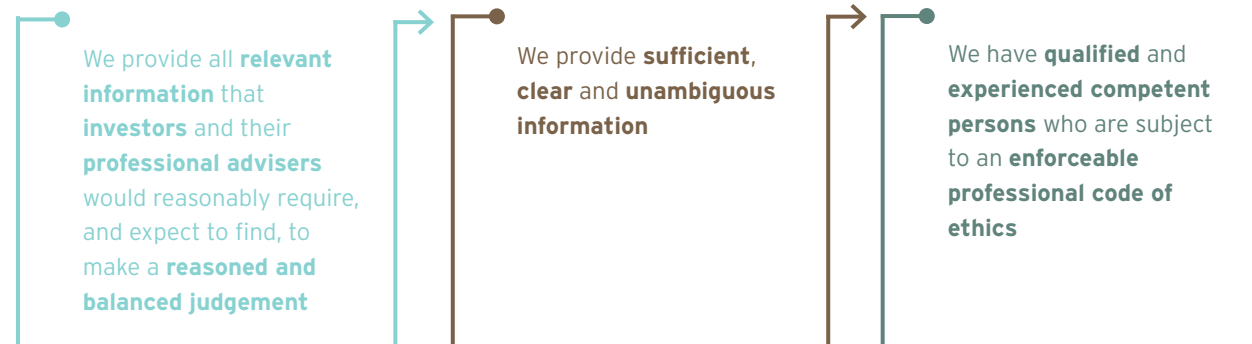 We provide all relevant
information that
investors and their
professional advisers
would reasonably require,
and expect to find, to
make a reasoned and
balanced judgement
We provide sufficient,
clear and unambiguous
information
We have qualified and
experienced competent
persons who are subject
to an enforceable
professional code of
ethics